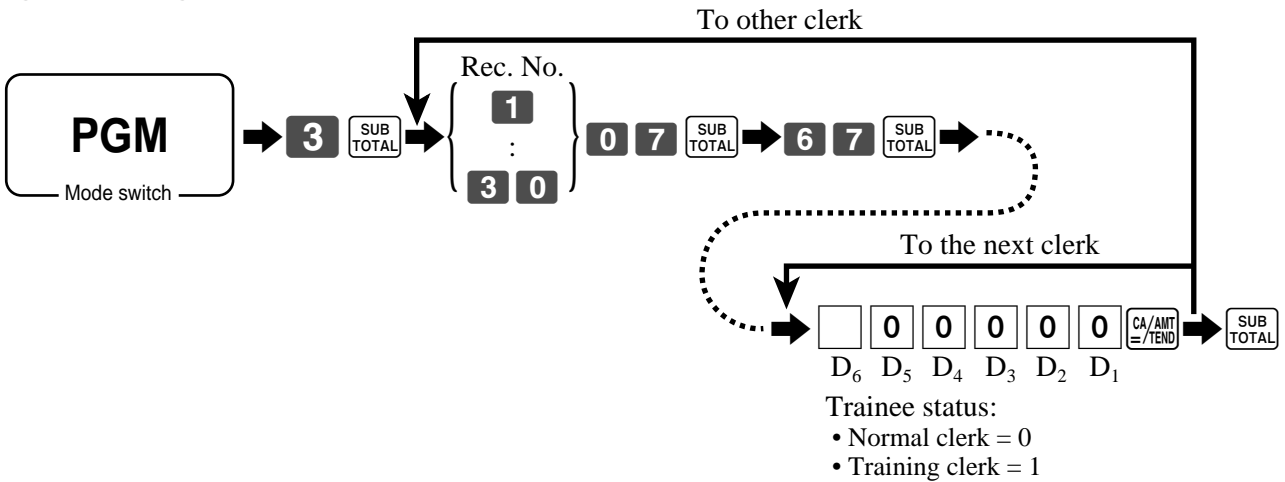 To other clerk
Rec. No.
PGM
Mode switch
3 SUB TOTAL
1
:
3 0
0 7 SUB TOTAL 6 7 SUB TOTAL
To the next clerk
0 0 0 0 0 CA/AMT =/TEND SUB TOTAL
D6 D5 D4 D3 D2 D1
Trainee status:
• Normal clerk = 0
• Training clerk = 1